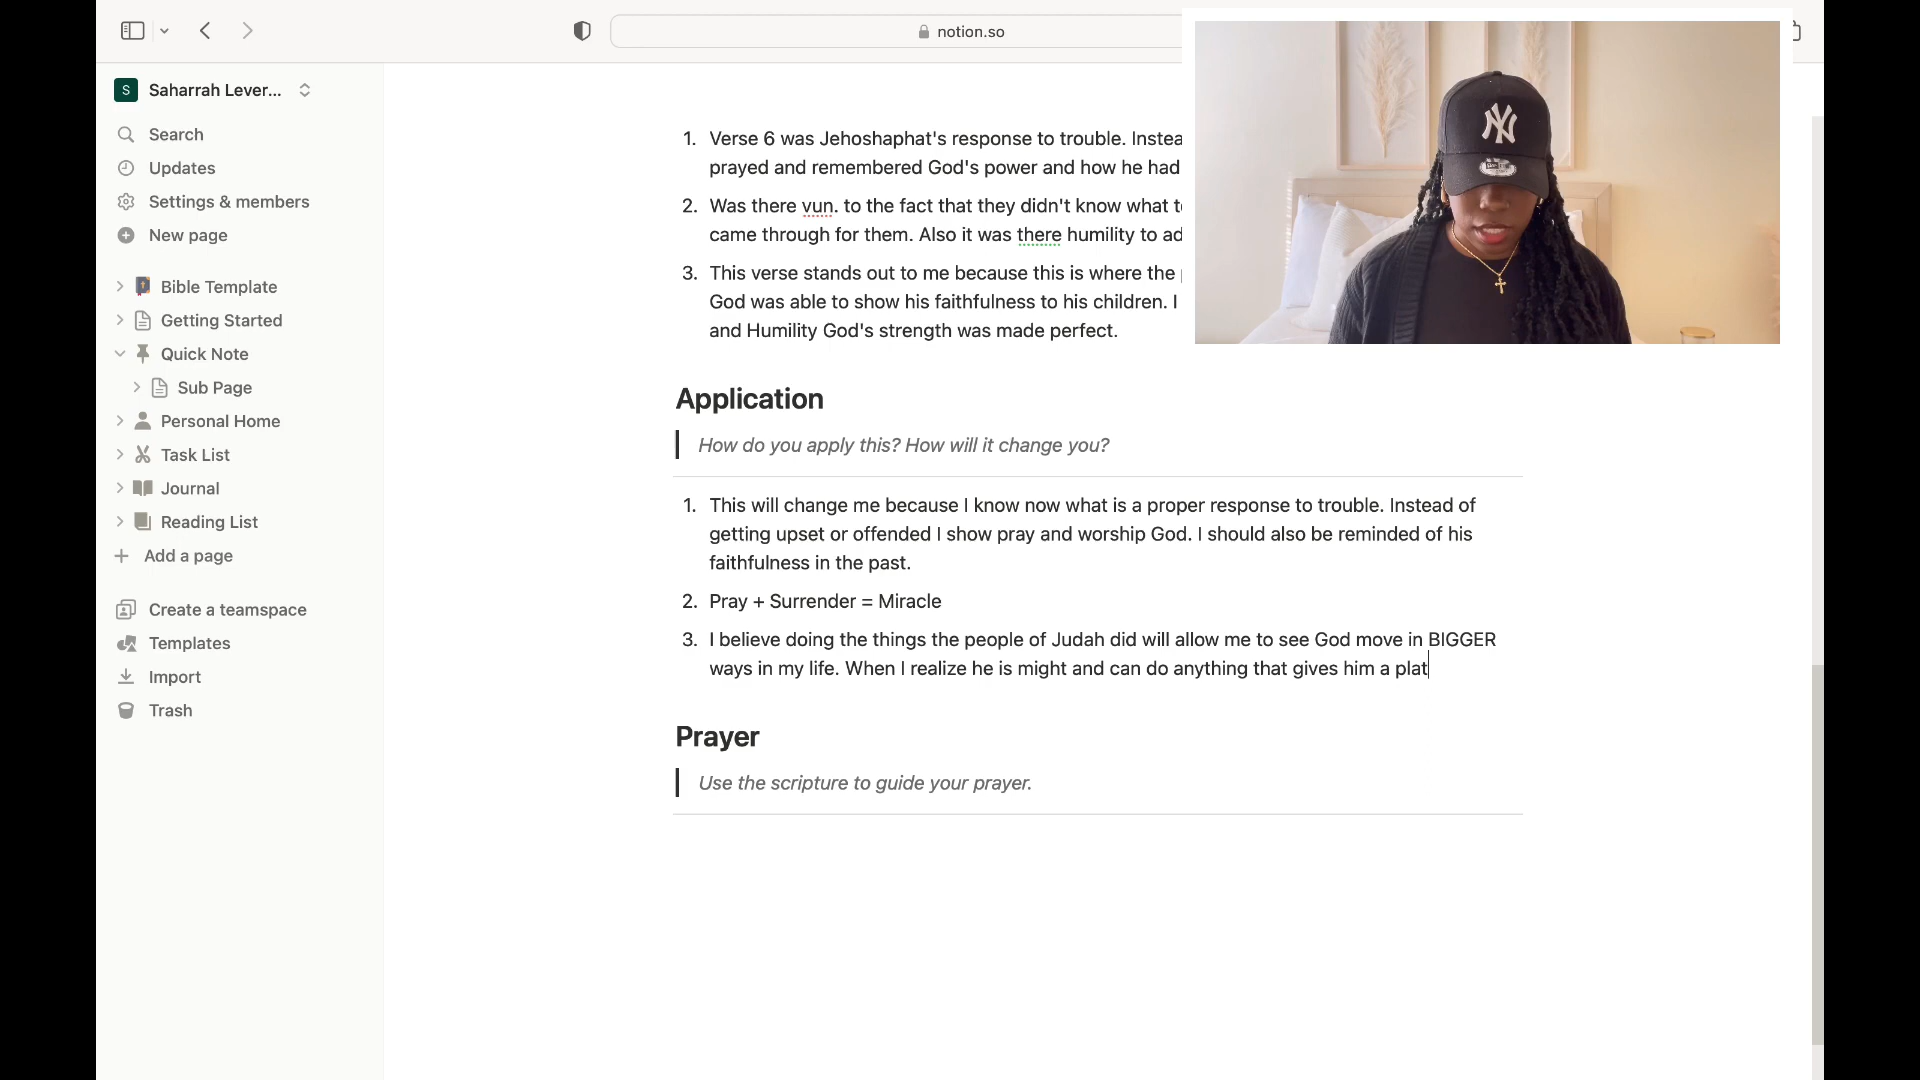 notion.so
S Saharrah Lever...
Search
Updates
Settings & members
New page
Bible Template
Getting Started
Quick Note
Sub Page
Personal Home
Task List
Journal
Reading List
Add a page
Create a teamspace
Templates
Import
Trash
1. Verse 6 was Jehoshaphat's response to trouble. Instea
prayed and remembered God's power and how he had
2. Was there vun. to the fact that they didn't know what t
came through for them. Also it was there humility to ad
3. This verse stands out to me because this is where the
God was able to show his faithfulness to his children. I
and Humility God's strength was made perfect.
Application
How do you apply this? How will it change you?
1. This will change me because I know now what is a proper response to trouble. Instead of
getting upset or offended I show pray and worship God. I should also be reminded of his
faithfulness in the past.
2. Pray + Surrender = Miracle
3. I believe doing the things the people of Judah did will allow me to see God move in BIGGER
ways in my life. When I realize he is might and can do anything that gives him a plat
Prayer
Use the scripture to guide your prayer.
NY